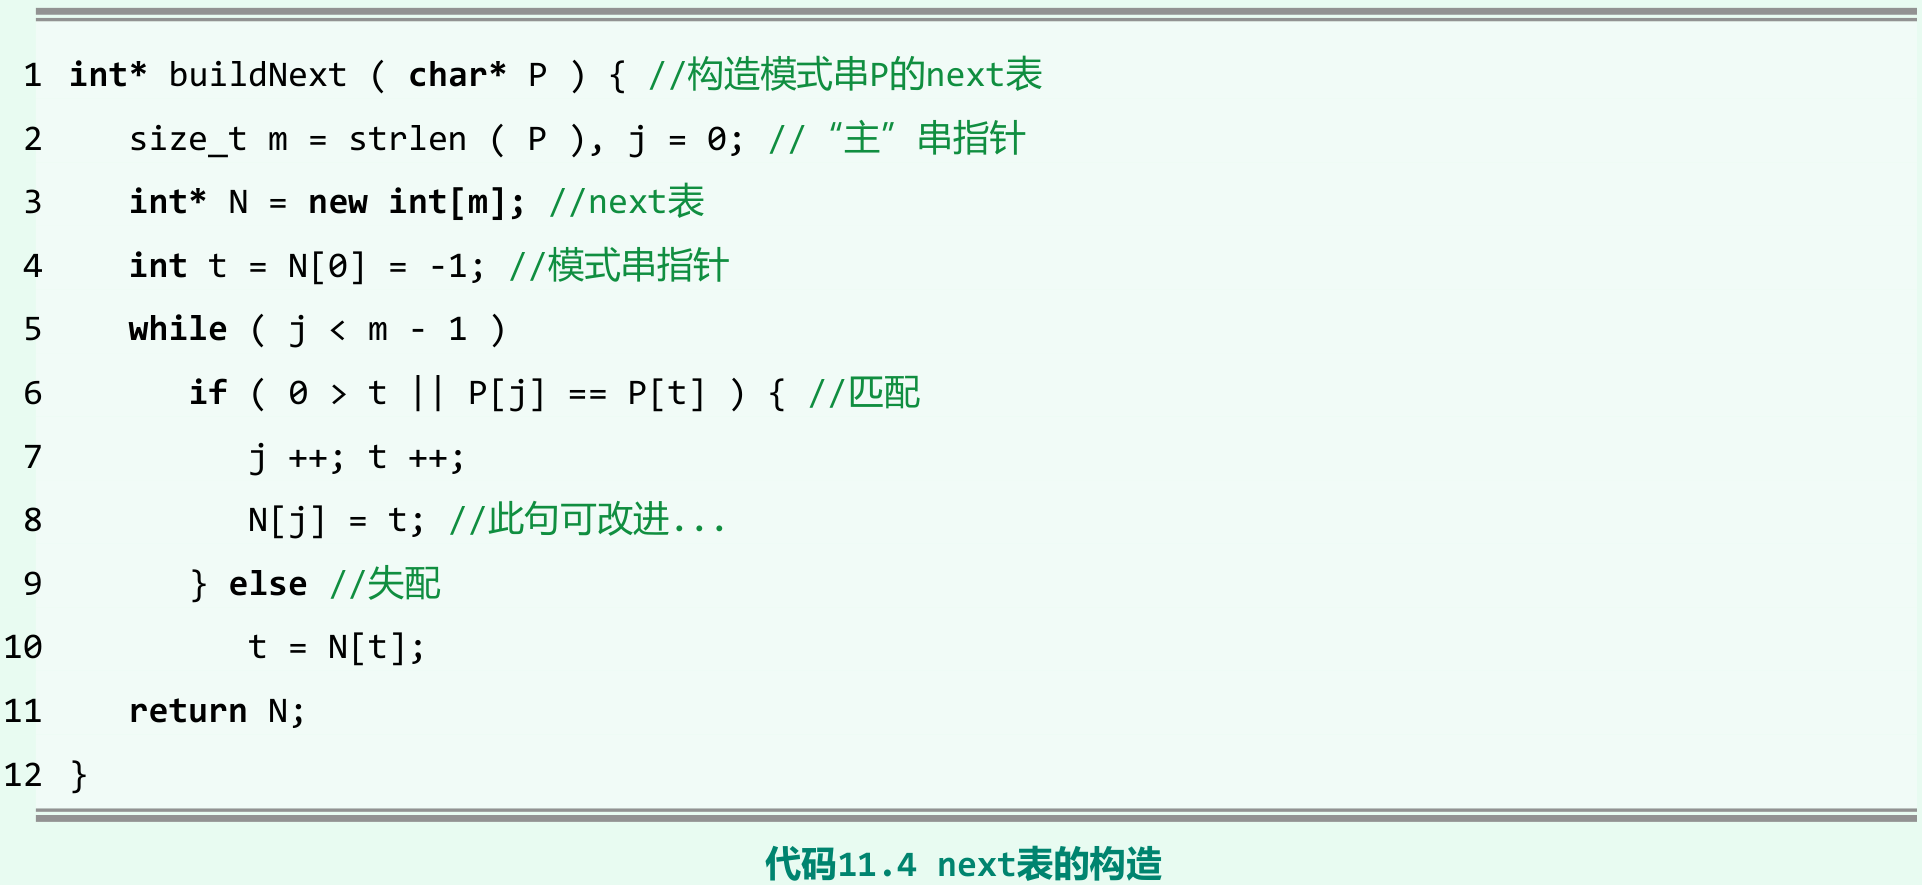 1 int* buildNext ( char* P ) { //构造模式串P的next表
2 size_t m = strlen ( P ), j = 0; //“主”串指针
3 int* N = new int[m]; //next表
4 int t = N[0] = -1; //模式串指针
5 while ( j < m - 1 )
6 if ( 0 > t || P[j] == P[t] ) { //匹配
7 j ++; t ++;
8 N[j] = t; //此句可改进...
9 } else //失配
10 t = N[t];
11 return N;
12 }
代码11.4 next表的构造